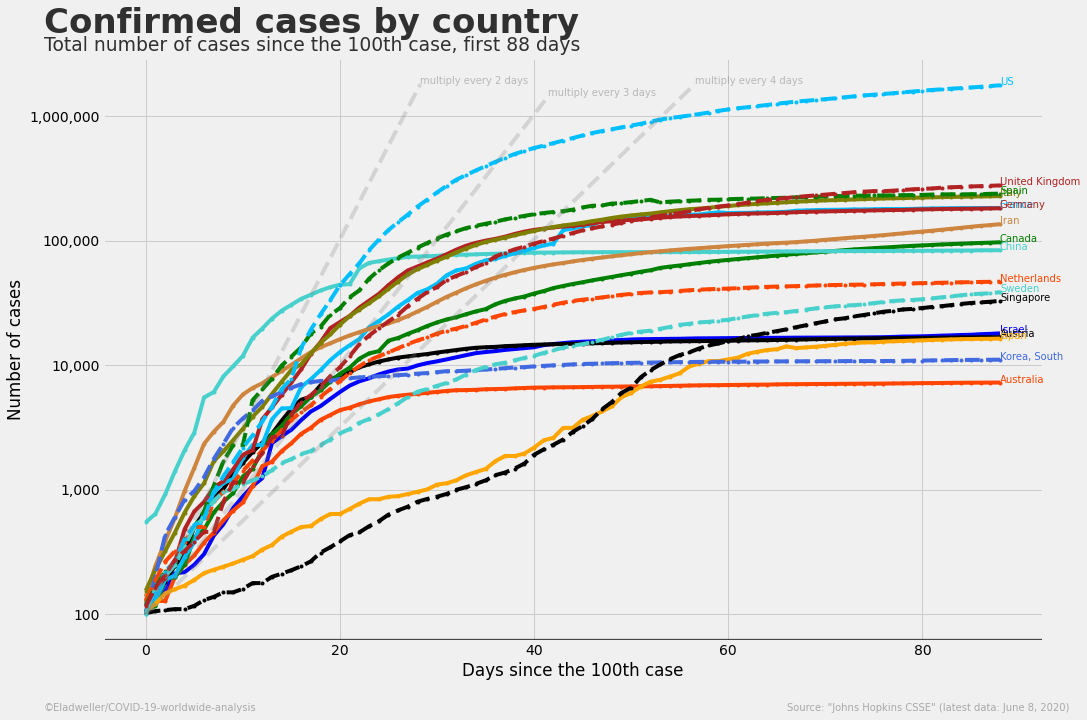 Confirmed cases by country
Total number of cases since the 100th case, first 88 days
multiply every 2 days
multiply every 3 days
multiply every 4 days
US
1,000,000
United Kingdom
Spain
Italy
Germany
100,000
Iran
Canada
China
Netherlands
Sweden
Singapore
Israel
Austria
10,000
Korea, South
Australia
1,000
100
Number of cases
0
20
40
60
80
Days since the 100th case
©Eladweller/COVID-19-worldwide-analysis
Source: "Johns Hopkins CSSE" (latest data: June 8, 2020)